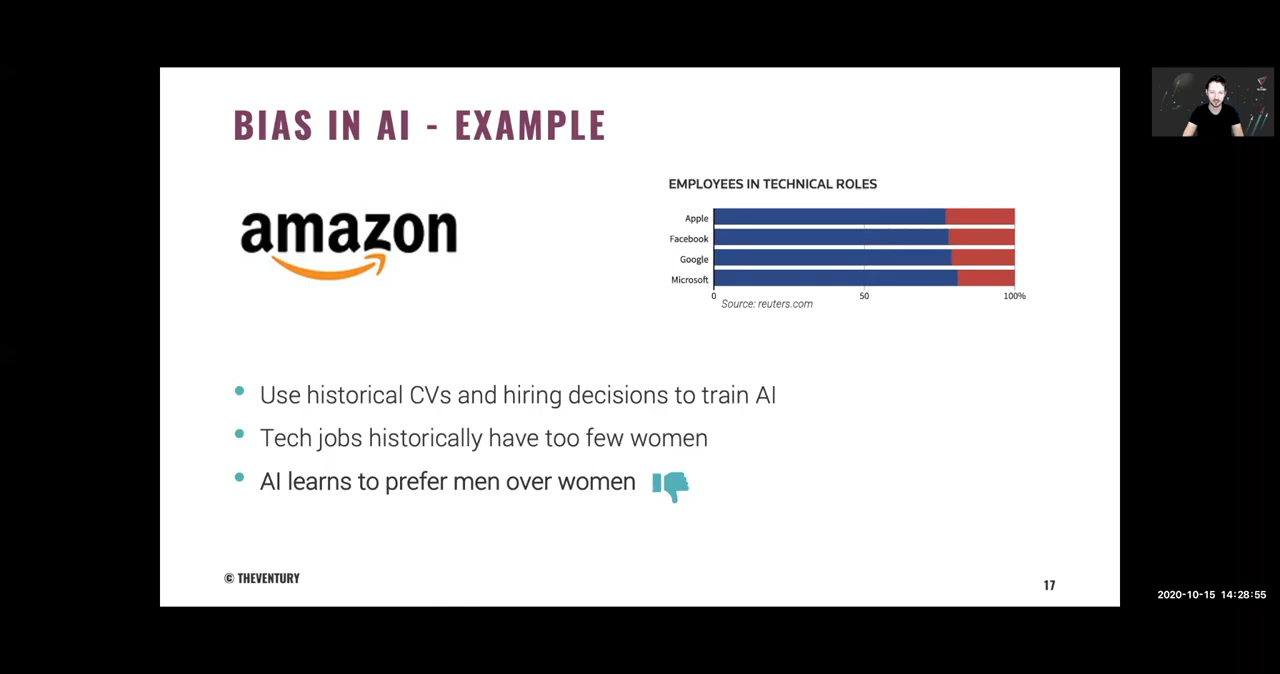 BIAS IN AI - EXAMPLE
amazon
EMPLOYEES IN TECHNICAL ROLES
Apple
Facebook
Google
Microsoft
0 50 100%
Source: reuters.com
• Use historical CVs and hiring decisions to train AI
• Tech jobs historically have too few women
• AI learns to prefer men over women
© THEVENTURY
17
2020-10-15 14:28:55